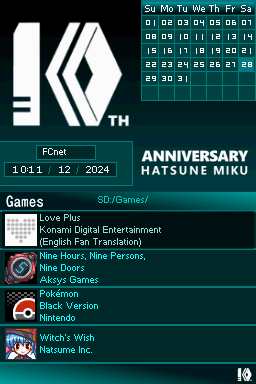 10TH
Su Mo Tu We Th Fr Sa
01 02 03 04 05 06 07
08 09 10 11 12 13 14
15 16 17 18 19 20 21
22 23 24 25 26 27 28
29 30 31
FCnet
10:11 / 12 / 2024
ANNIVERSARY
HATSUNE MIKU
Games
SD:/Games/
Love Plus
Konami Digital Entertainment
(English Fan Translation)
Nine Hours, Nine Persons,
Nine Doors
Aksys Games
Pokémon
Black Version
Nintendo
Witch's Wish
Natsume Inc.
10